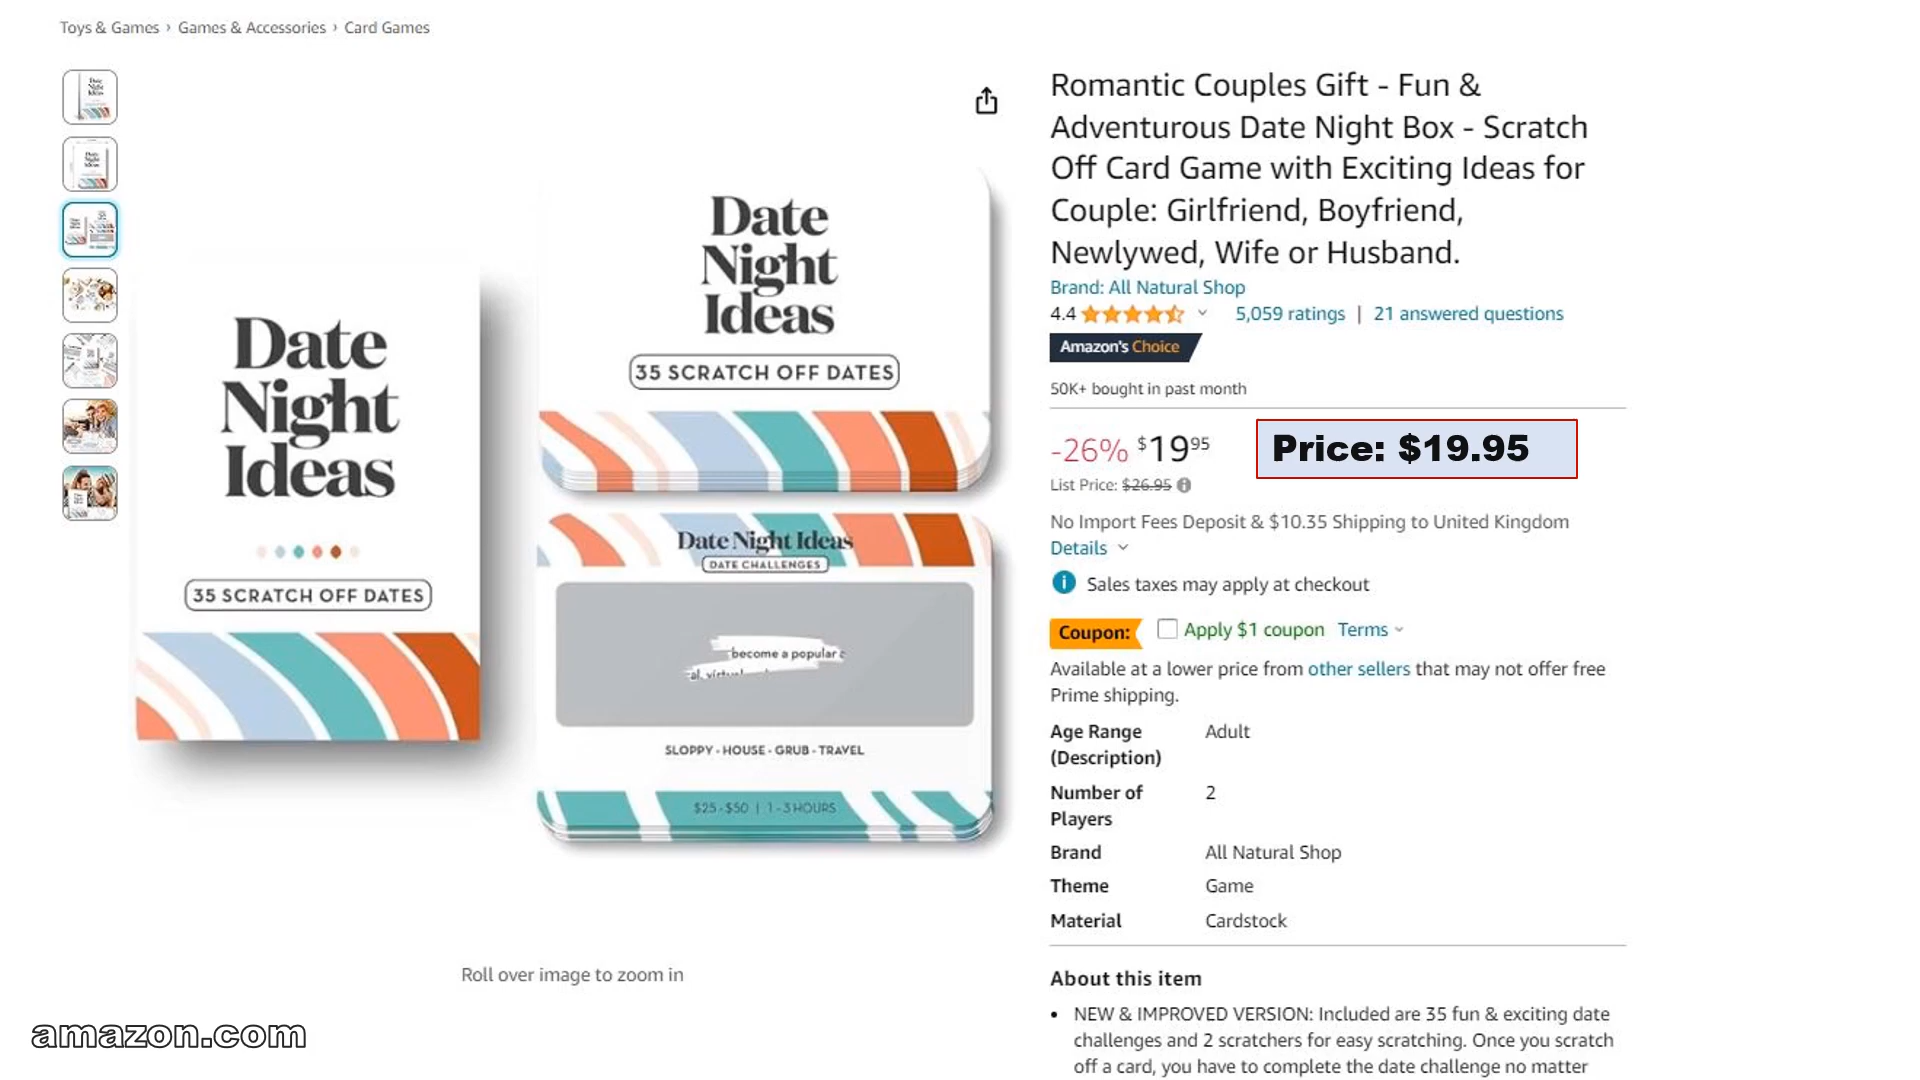 Toys & Games › Games & Accessories › Card Games
Date
Night
Ideas
35 SCRATCH OFF DATES
Date
Night
Ideas
35 SCRATCH OFF DATES
Date Night Ideas
DATE CHALLENGES
become a popular
SLOPPY - HOUSE - GRUB - TRAVEL
$25 - $50 | 1 - 3 HOURS
Roll over image to zoom in
amazon.com
Romantic Couples Gift - Fun &
Adventurous Date Night Box - Scratch
Off Card Game with Exciting Ideas for
Couple: Girlfriend, Boyfriend,
Newlywed, Wife or Husband.
Brand: All Natural Shop
4.4 5,059 ratings | 21 answered questions
Amazon's Choice
50K+ bought in past month
-26% $19 95
Price: $19.95
List Price: $26.95
No Import Fees Deposit & $10.35 Shipping to United Kingdom
Details
Sales taxes may apply at checkout
Coupon: Apply $1 coupon Terms
Available at a lower price from other sellers that may not offer free
Prime shipping.
Age Range Adult
(Description)
Number of 2
Players
Brand All Natural Shop
Theme Game
Material Cardstock
About this item
• NEW & IMPROVED VERSION: Included are 35 fun & exciting date
challenges and 2 scratchers for easy scratching. Once you scratch
off a card, you have to complete the date challenge no matter